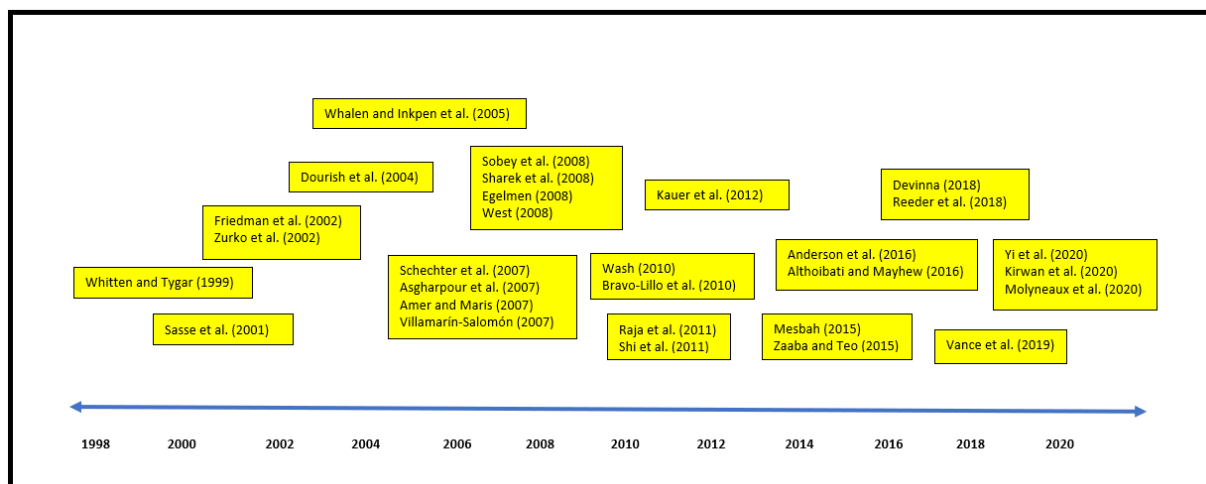 Whalen and Inkpen et al. (2005)
Dourish et al. (2004)
Sobey et al. (2008)
Sharek et al. (2008)
Egelmen (2008)
West (2008)
Kauer et al. (2012)
Devinna (2018)
Reeder et al. (2018)
Friedman et al. (2002)
Zurko et al. (2002)
Whitten and Tygar (1999)
Schechter et al. (2007)
Asgharpour et al. (2007)
Amer and Maris (2007)
Villamarín-Salomón (2007)
Wash (2010)
Bravo-Lillo et al. (2010)
Anderson et al. (2016)
Althoibati and Mayhew (2016)
Yi et al. (2020)
Kirwan et al. (2020)
Molyneaux et al. (2020)
Sasse et al. (2001)
Raja et al. (2011)
Shi et al. (2011)
Mesbah (2015)
Zaaba and Teo (2015)
Vance et al. (2019)
1998 2000 2002 2004 2006 2008 2010 2012 2014 2016 2018 2020